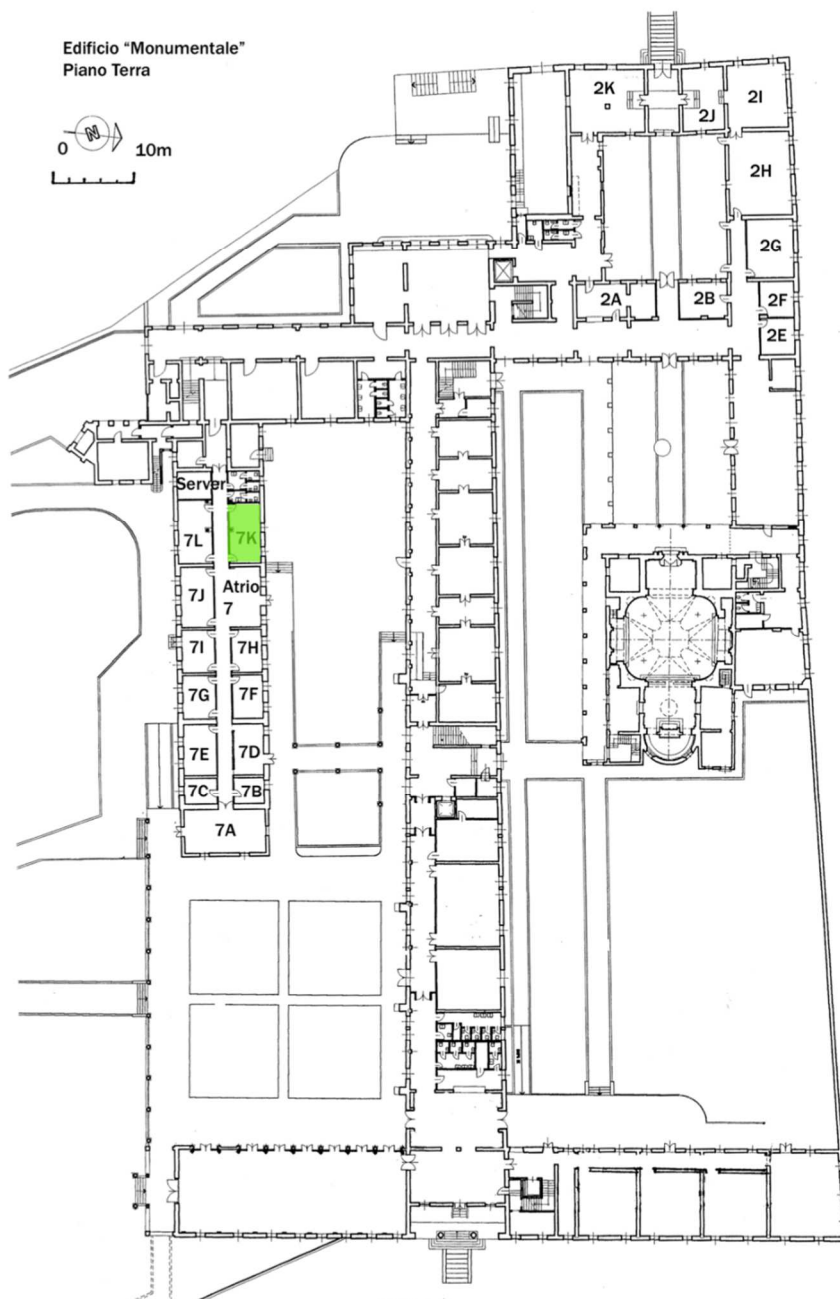 Edificio "Monumentale"
Piano Terra
N
0 10m
2K
2J
2I
2H
2G
2A
2B
2F
2E
Server
7L
7K
7J
Atrio
7
7I
7H
7G
7F
7E
7D
7C
7B
7A